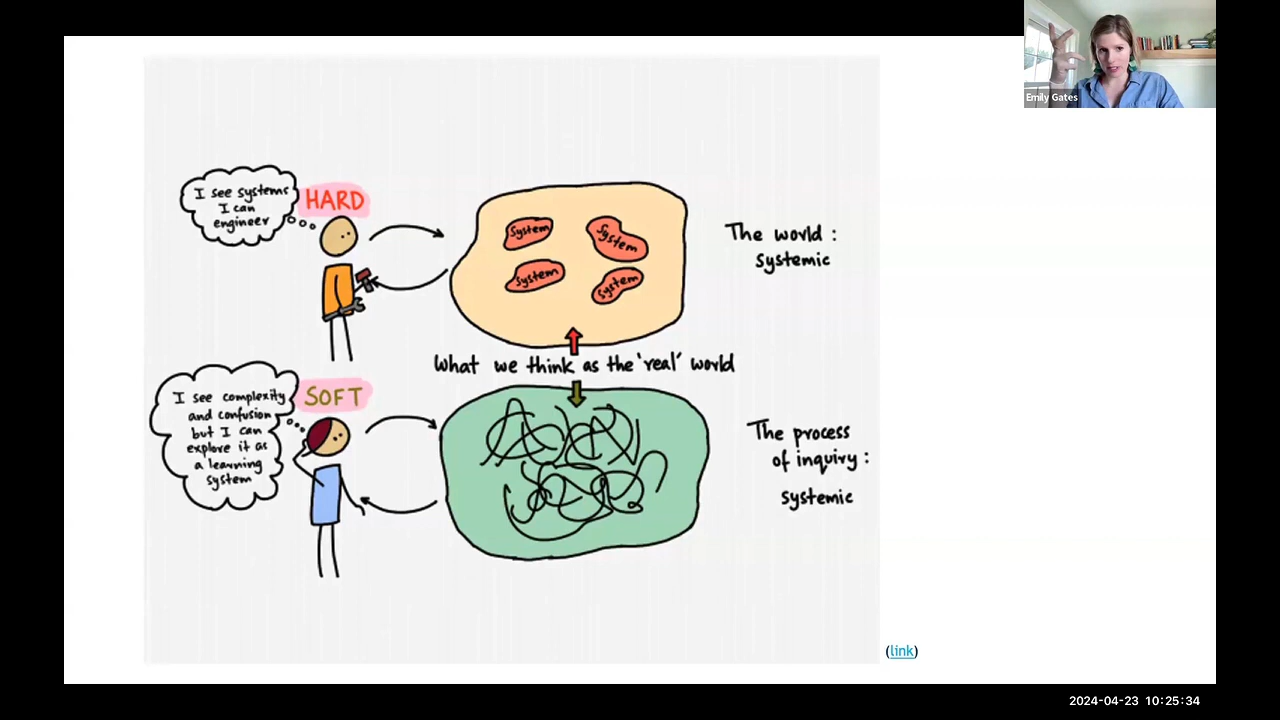 Emily Gates
I see systems
I can
engineer
HARD
system
system
system
system
The world :
systemic
What we think as the 'real' world
I see complexity
and confusion
but I can
explore it as
a learning
system
SOFT
The process
of inquiry :
systemic
(link)
2024-04-23 10:25:34